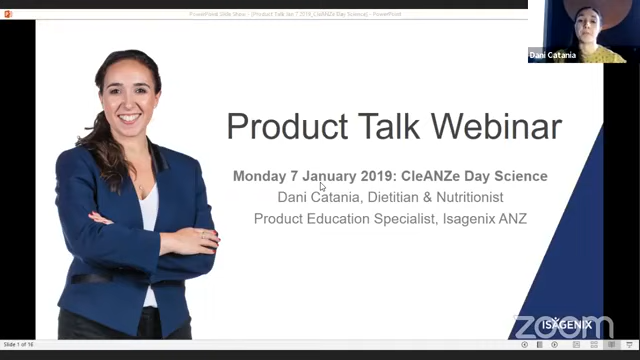 PowerPoint Slide Show - [Product Talk Jan 7 2019_CleANZe Day Science] - PowerPoint
Dani Catania
Product Talk Webinar
Monday 7 January 2019: CleANZe Day Science
Dani Catania, Dietitian & Nutritionist
Product Education Specialist, Isagenix ANZ
ISAGENIX
zoom
Slide 1 of 16